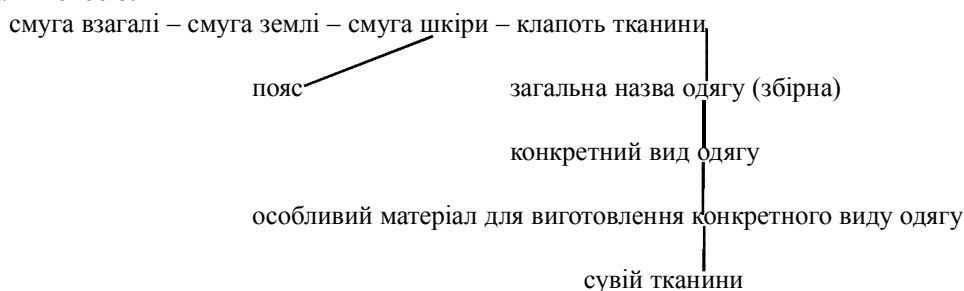 смуга взагалі – смуга землі – смуга шкіри – клапоть тканини
пояс загальна назва одягу (збірна)
конкретний вид одягу
особливий матеріал для виготовлення конкретного виду одягу
сувій тканини